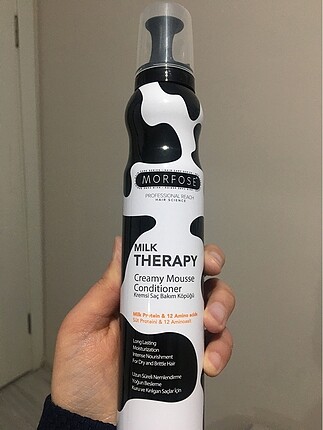 MORFOSE
PROFESSIONAL REACH
HAIR SCIENCE
MILK
THERAPY
Creamy Mousse
Conditioner
Kremsi Saç Bakım Köpüğü
Milk Protein & 12 Amino acids
Süt Proteini & 12 Aminoasit
Long Lasting
Moisturization
Intense Nourishment
For Dry and Brittle Hair
Uzun Süreli Nemlendirme
Yoğun Besleme
Kuru ve Kırılgan Saçlar İçin